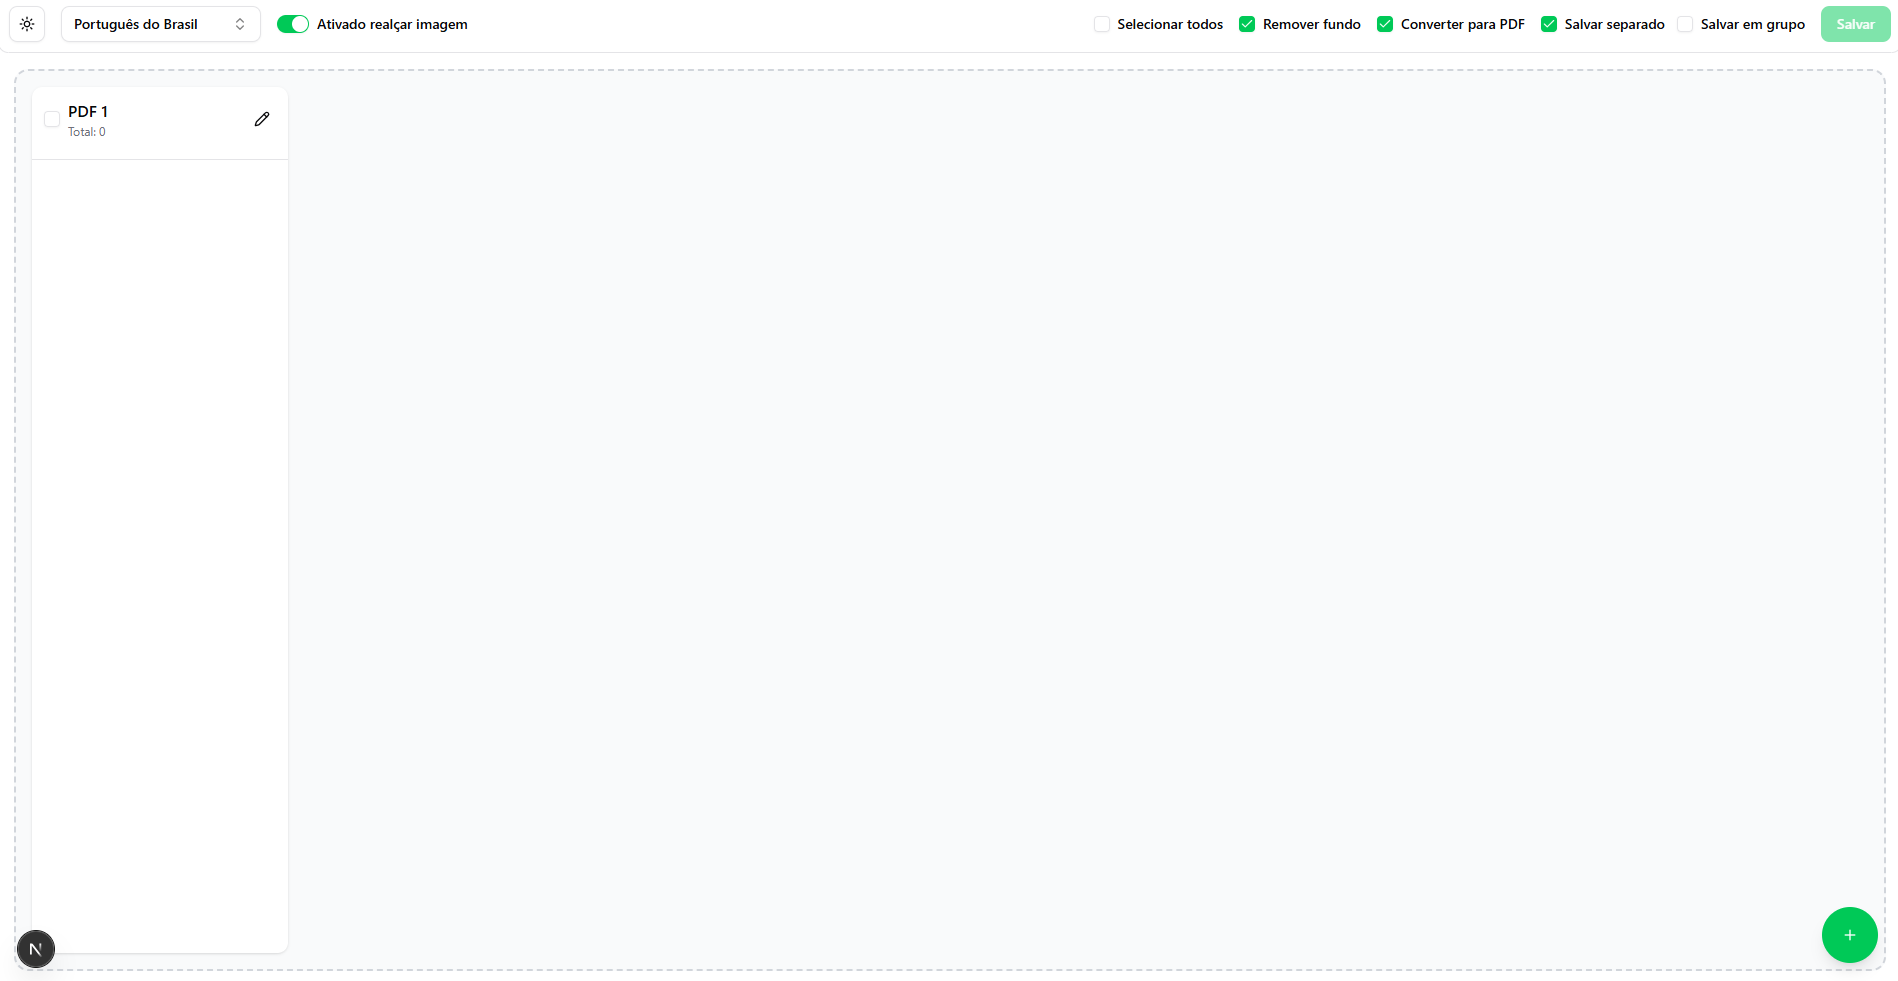 Português do Brasil
Ativado realçar imagem
Selecionar todos
Remover fundo
Converter para PDF
Salvar separado
Salvar em grupo
Salvar
PDF 1
Total: 0
N